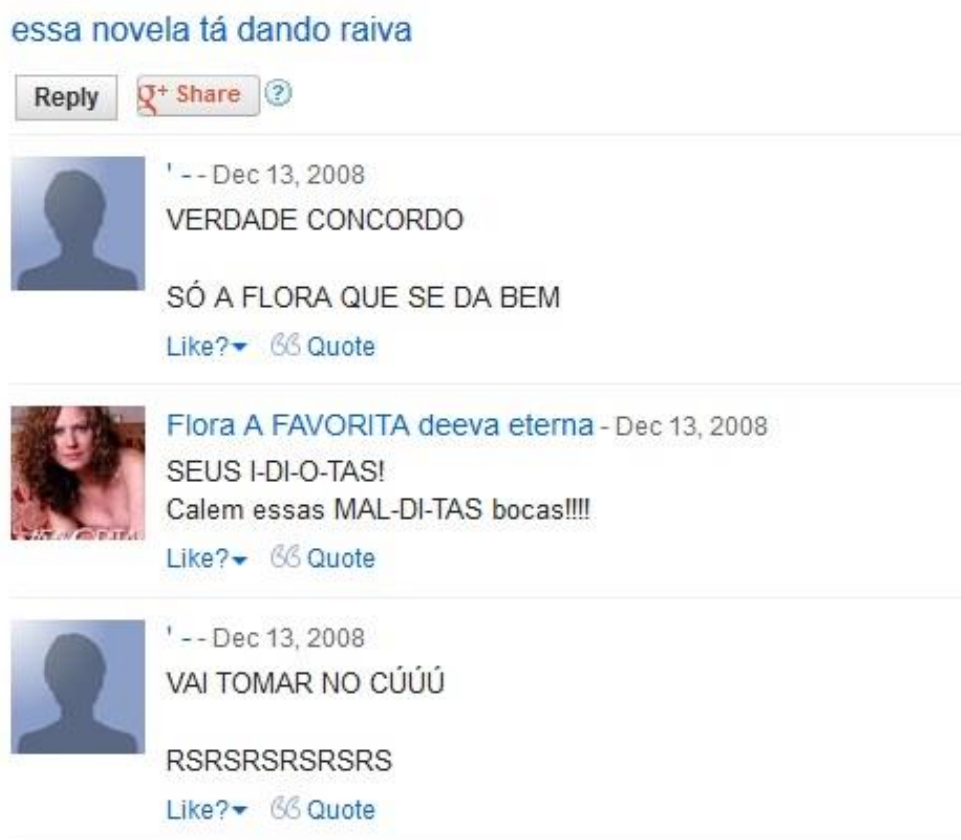 essa novela tá dando raiva
Reply g+ Share ?
' - - Dec 13, 2008
VERDADE CONCORDO
SÓ A FLORA QUE SE DA BEM
Like? Quote
Flora A FAVORITA deeva eterna - Dec 13, 2008
SEUS I-DI-O-TAS!
Calem essas MAL-DI-TAS bocas!!!!
Like? Quote
' - - Dec 13, 2008
VAI TOMAR NO CÚÚÚ
RSRSRSRSRSRS
Like? Quote